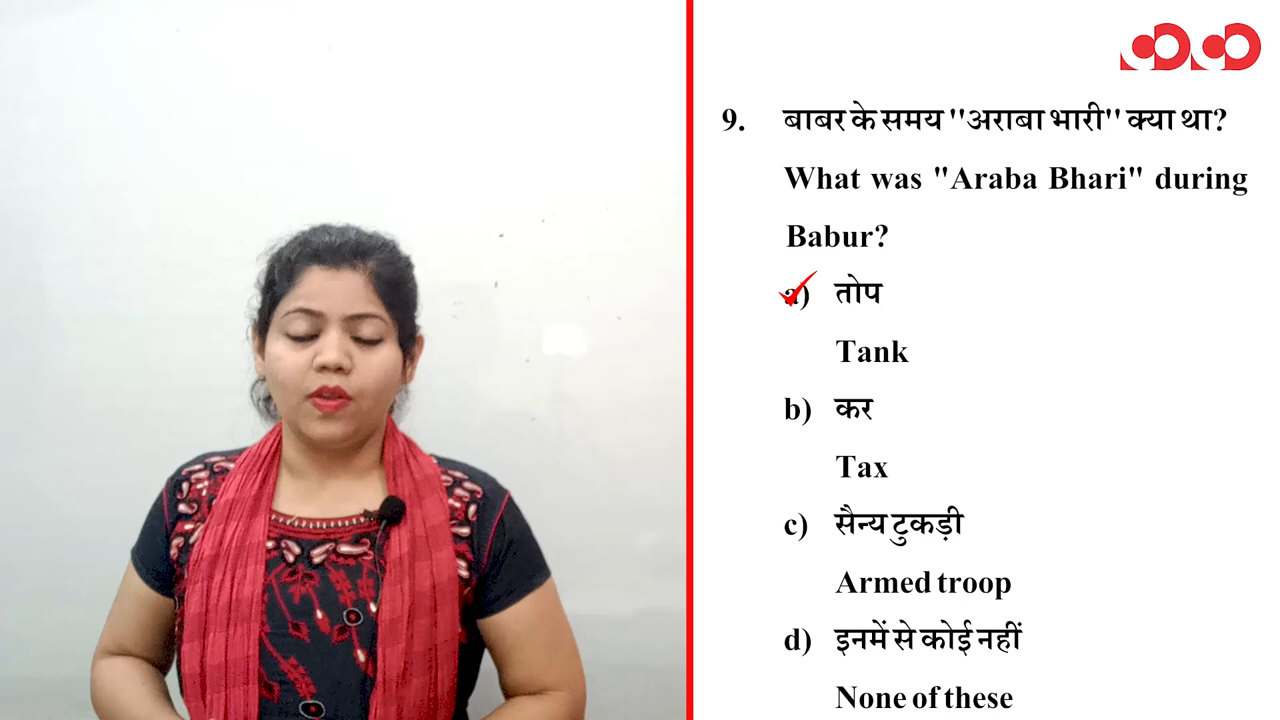 9. बाबर के समय "अराबा भारी" क्या था?
What was "Araba Bhari" during
Babur?
a) तोप
Tank
b) कर
Tax
c) सैन्य टुकड़ी
Armed troop
d) इनमें से कोई नहीं
None of these